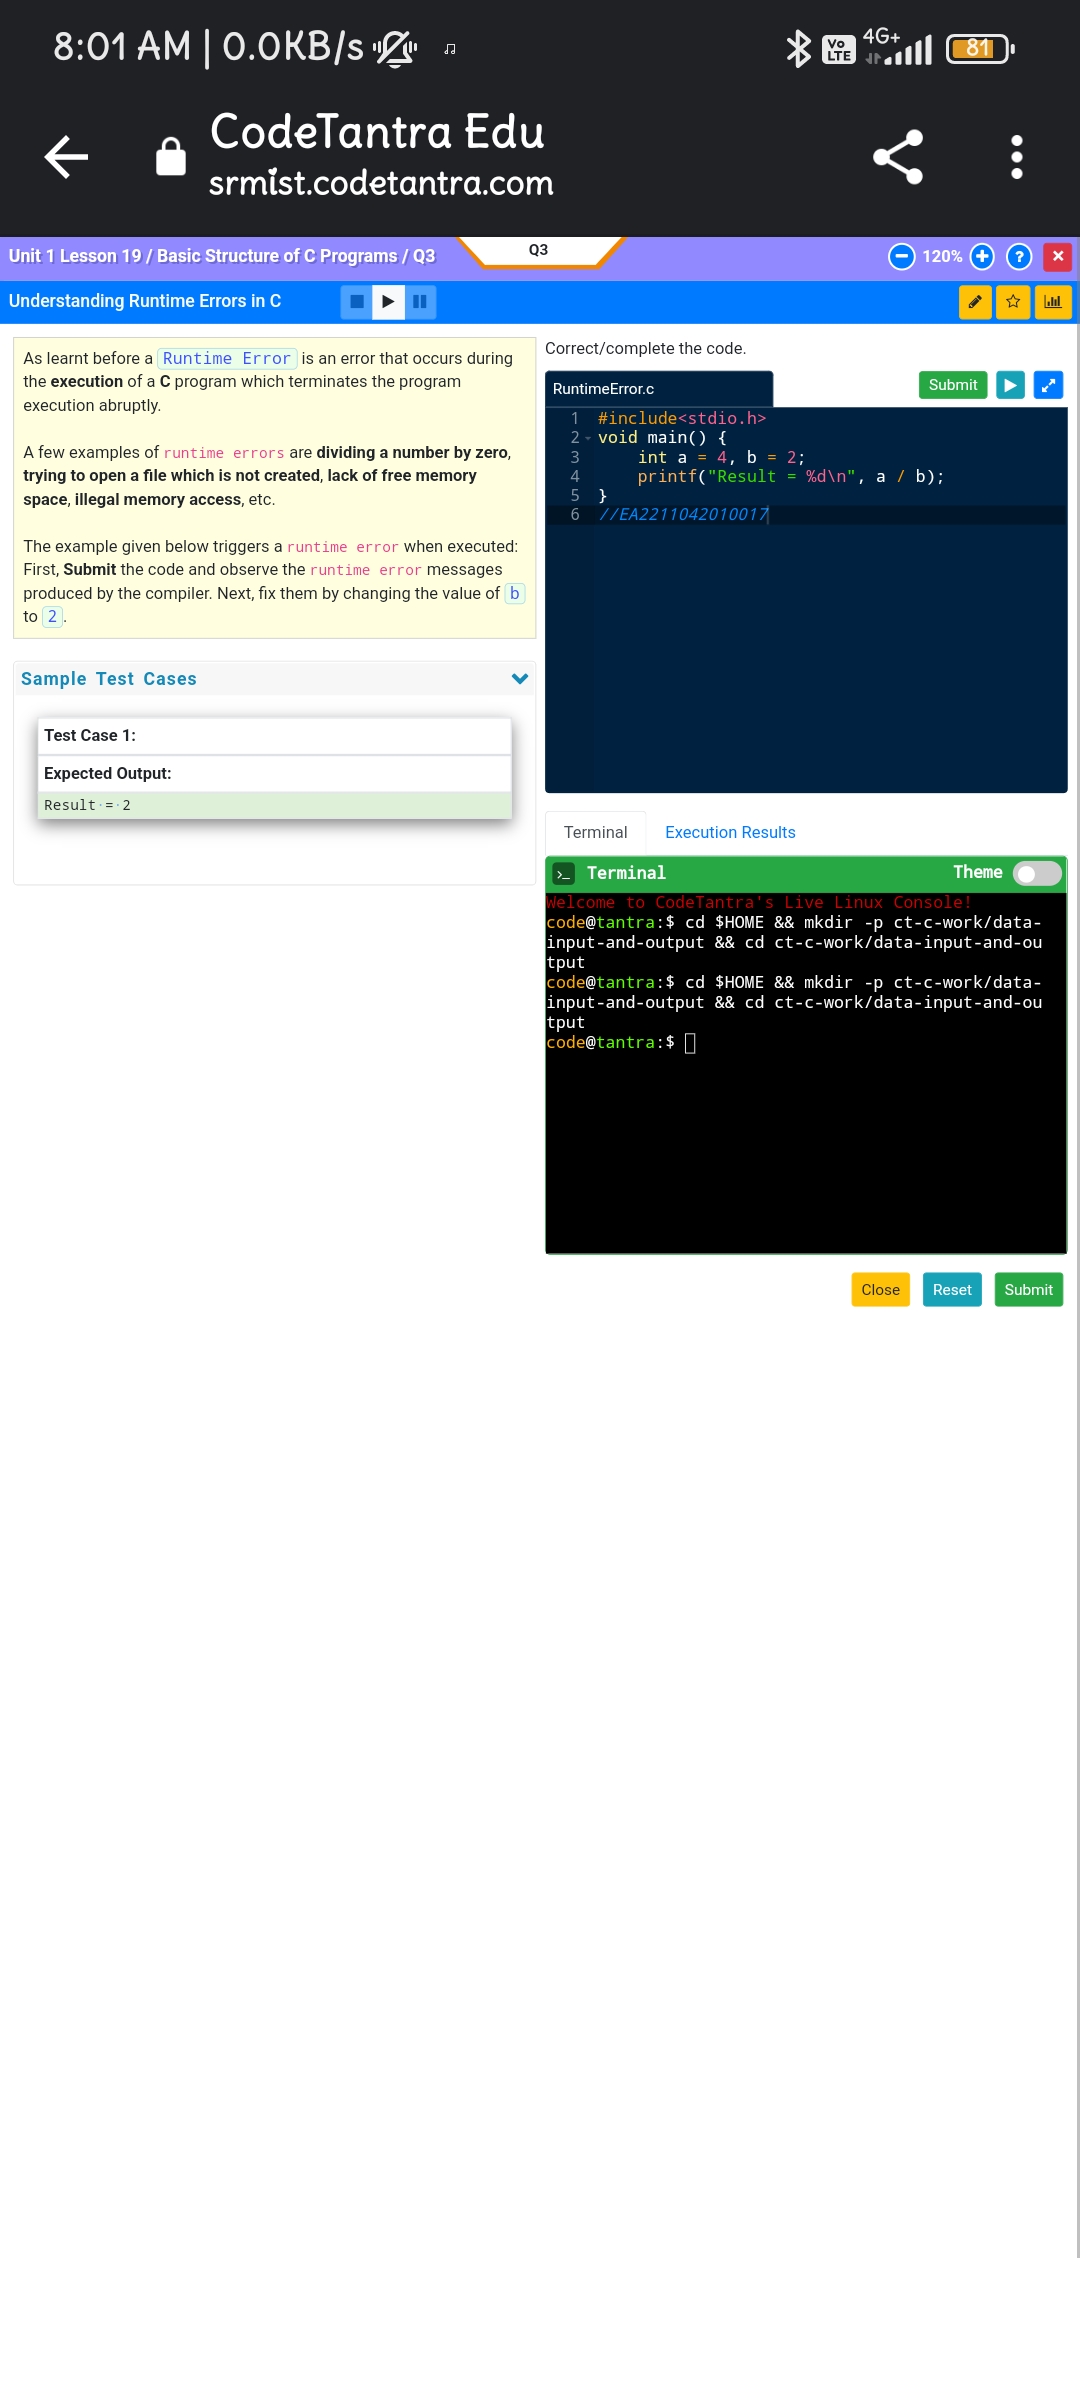 8:01 AM | 0.0KB/s
Vo LTE
4G+
81
CodeTantra Edu
srmist.codetantra.com
Unit 1 Lesson 19 / Basic Structure of C Programs / Q3
Q3
120%
?
Understanding Runtime Errors in C
As learnt before a Runtime Error is an error that occurs during
the execution of a C program which terminates the program
execution abruptly.
A few examples of runtime errors are dividing a number by zero,
trying to open a file which is not created, lack of free memory
space, illegal memory access, etc.
The example given below triggers a runtime error when executed:
First, Submit the code and observe the runtime error messages
produced by the compiler. Next, fix them by changing the value of b
to 2.
Sample Test Cases
Test Case 1:
Expected Output:
Result·=·2
Correct/complete the code.
RuntimeError.c
Submit
1 #include<stdio.h>
2 void main() {
3 int a = 4, b = 2;
4 printf("Result = %d\n", a / b);
5 }
6 //EA2211042010017
Terminal
Execution Results
>_ Terminal
Theme
Welcome to CodeTantra's Live Linux Console!
code@tantra:$ cd $HOME && mkdir -p ct-c-work/data-
input-and-output && cd ct-c-work/data-input-and-ou
tput
code@tantra:$ cd $HOME && mkdir -p ct-c-work/data-
input-and-output && cd ct-c-work/data-input-and-ou
tput
code@tantra:$
Close
Reset
Submit